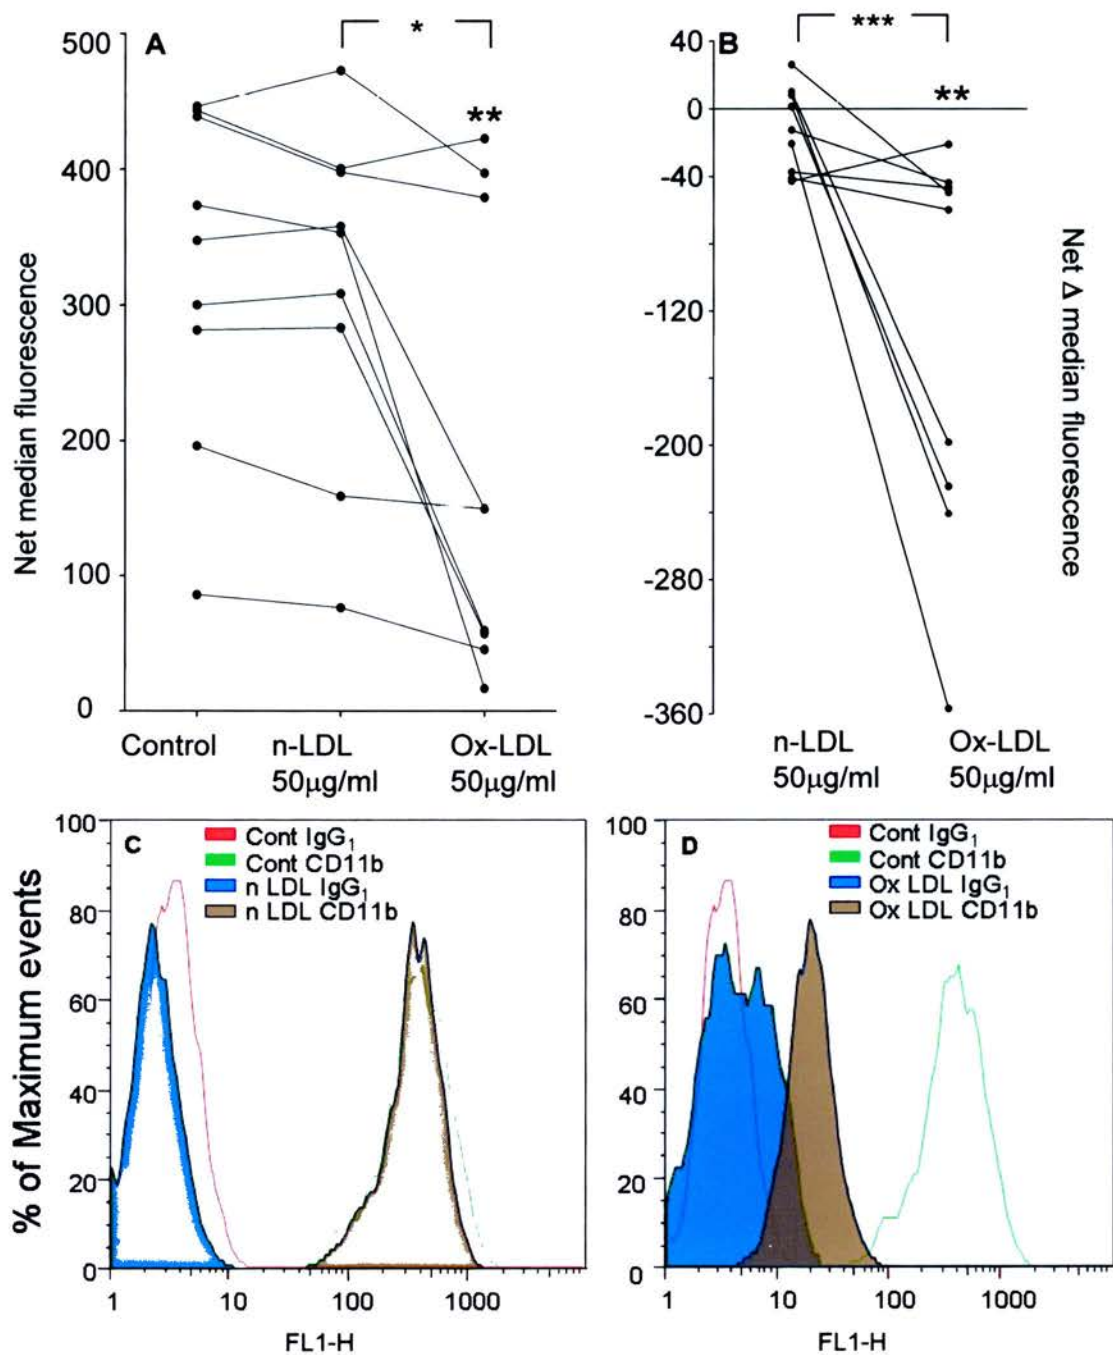 A
*
**
500
400
300
200
100
0
Net median fluorescence
Control
n-LDL
50µg/ml
Ox-LDL
50µg/ml
B
***
**
40
0
-40
-120
-200
-280
-360
Net Δ median fluorescence
n-LDL
50µg/ml
Ox-LDL
50µg/ml
C
Cont IgG₁
Cont CD11b
n LDL IgG₁
n LDL CD11b
100
80
60
40
20
0
% of Maximum events
1
10
100
1000
FL1-H
D
Cont IgG₁
Cont CD11b
Ox LDL IgG₁
Ox LDL CD11b
100
80
60
40
20
0
1
10
100
1000
FL1-H